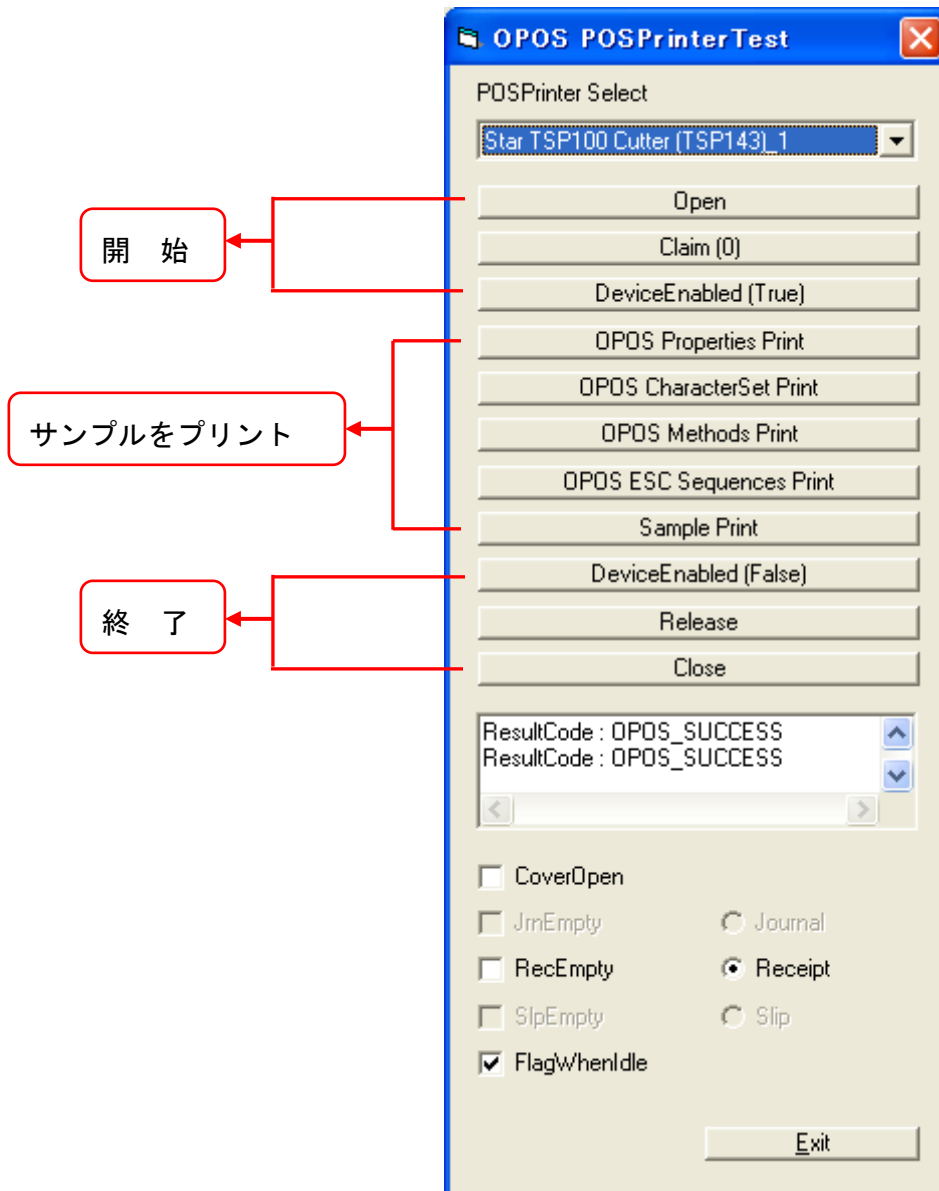 OPOS POSPrinterTest
POSPrinter Select
Star TSP100 Cutter (TSP143)_1
Open
開　始
Claim (0)
DeviceEnabled (True)
OPOS Properties Print
OPOS CharacterSet Print
サンプルをプリント
OPOS Methods Print
OPOS ESC Sequences Print
Sample Print
DeviceEnabled (False)
終　了
Release
Close
ResultCode : OPOS_SUCCESS
ResultCode : OPOS_SUCCESS
CoverOpen
JrnEmpty Journal
RecEmpty Receipt
SlpEmpty Slip
FlagWhenIdle
Exit